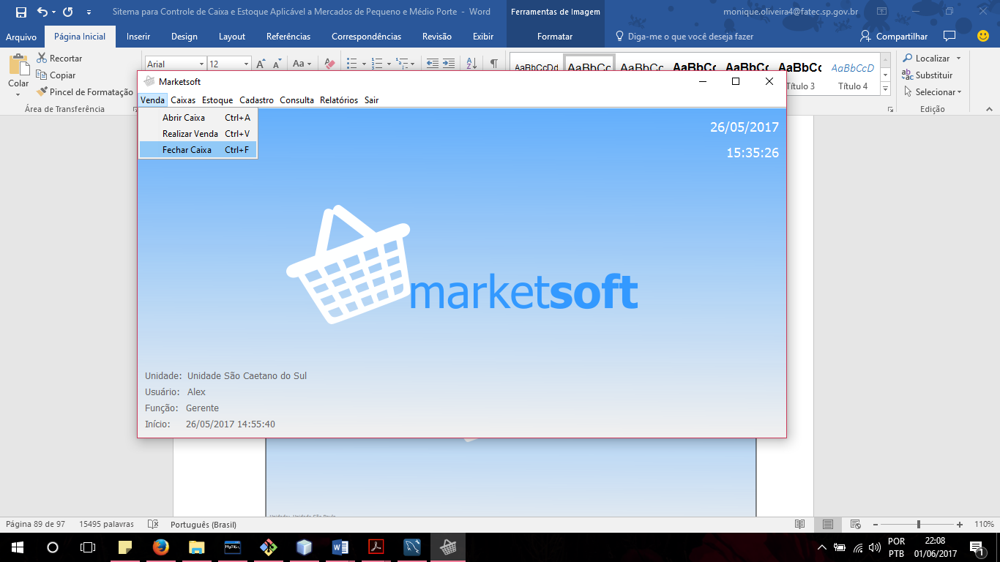 Sitema para Controle de Caixa e Estoque Aplicável a Mercados de Pequeno e Médio Porte - Word
Ferramentas de Imagem
monique.oliveira4@fatec.sp.gov.br
Arquivo Página Inicial Inserir Design Layout Referências Correspondências Revisão Exibir Formatar Diga-me o que você deseja fazer Compartilhar
Colar
Recortar
Copiar
Pincel de Formatação
Área de Transferência
Arial 12
Aa
AaBbCcDd AaBbCc AaBbCc AaBbCc AaBbCc AaBbCc AaBbCcD
Título 3 Título 4
Localizar
Substituir
Selecionar
Edição
Marketsoft
Venda Caixas Estoque Cadastro Consulta Relatórios Sair
Abrir Caixa Ctrl+A
Realizar Venda Ctrl+V
Fechar Caixa Ctrl+F
26/05/2017
15:35:26
marketsoft
Unidade: Unidade São Caetano do Sul
Usuário: Alex
Função: Gerente
Início: 26/05/2017 14:55:40
Página 89 de 97 15495 palavras Português (Brasil) 110%
MySQL
POR
PTB
22:08
01/06/2017
1